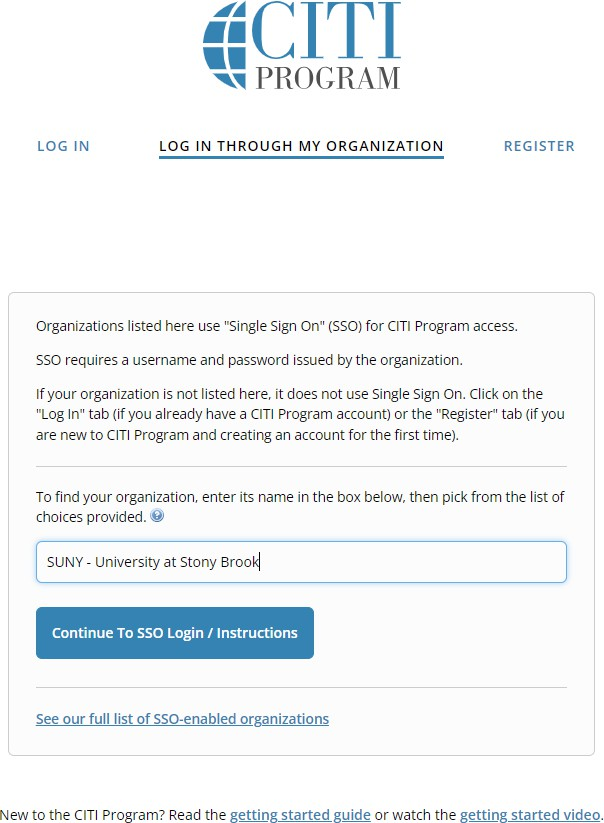 CITI
PROGRAM
LOG IN
LOG IN THROUGH MY ORGANIZATION
REGISTER
Organizations listed here use "Single Sign On" (SSO) for CITI Program access.
SSO requires a username and password issued by the organization.
If your organization is not listed here, it does not use Single Sign On. Click on the
"Log In" tab (if you already have a CITI Program account) or the "Register" tab (if you
are new to CITI Program and creating an account for the first time).
To find your organization, enter its name in the box below, then pick from the list of
choices provided.
SUNY - University at Stony Brook
Continue To SSO Login / Instructions
See our full list of SSO-enabled organizations
New to the CITI Program? Read the getting started guide or watch the getting started video.